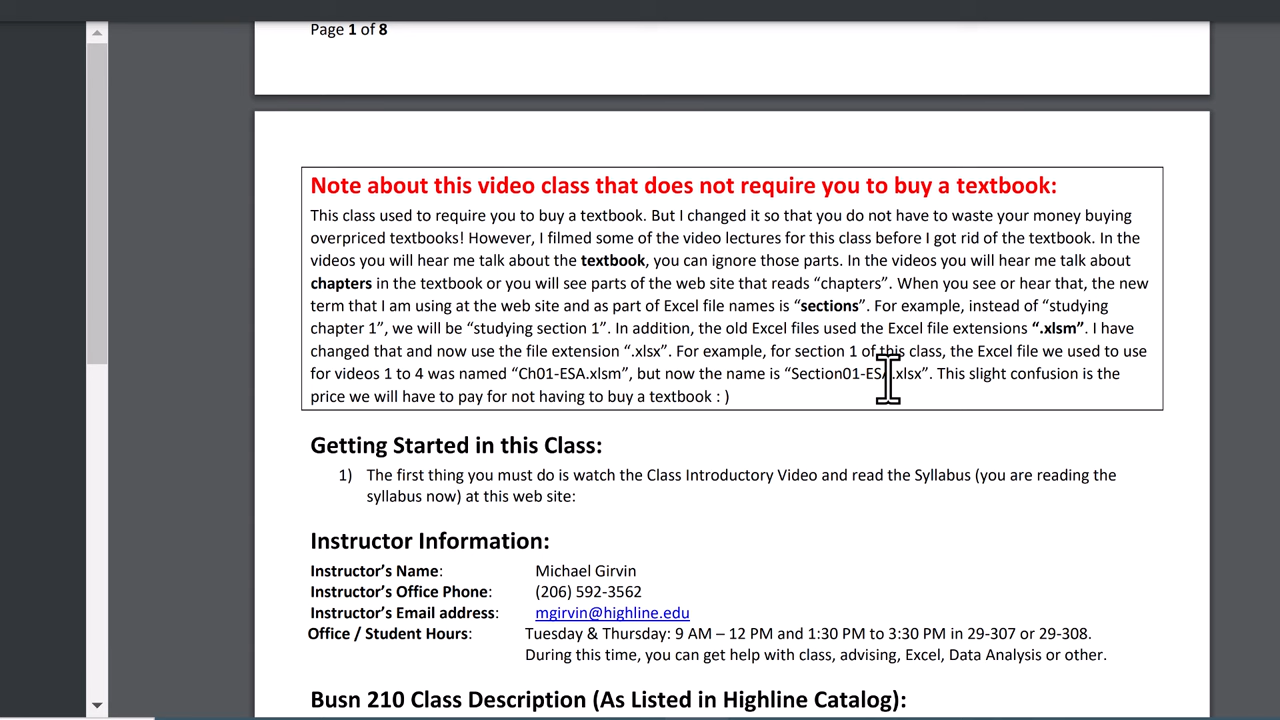 Page 1 of 8
Note about this video class that does not require you to buy a textbook:
This class used to require you to buy a textbook. But I changed it so that you do not have to waste your money buying
overpriced textbooks! However, I filmed some of the video lectures for this class before I got rid of the textbook. In the
videos you will hear me talk about the textbook, you can ignore those parts. In the videos you will hear me talk about
chapters in the textbook or you will see parts of the web site that reads “chapters”. When you see or hear that, the new
term that I am using at the web site and as part of Excel file names is “sections”. For example, instead of “studying
chapter 1”, we will be “studying section 1”. In addition, the old Excel files used the Excel file extensions “.xlsm”. I have
changed that and now use the file extension “.xlsx”. For example, for section 1 of this class, the Excel file we used to use
for videos 1 to 4 was named “Ch01-ESA.xlsm”, but now the name is “Section01-ESA.xlsx”. This slight confusion is the
price we will have to pay for not having to buy a textbook : )
Getting Started in this Class:
1) The first thing you must do is watch the Class Introductory Video and read the Syllabus (you are reading the
syllabus now) at this web site:
Instructor Information:
Instructor’s Name: Michael Girvin
Instructor’s Office Phone: (206) 592-3562
Instructor’s Email address: mgirvin@highline.edu
Office / Student Hours: Tuesday & Thursday: 9 AM – 12 PM and 1:30 PM to 3:30 PM in 29-307 or 29-308.
During this time, you can get help with class, advising, Excel, Data Analysis or other.
Busn 210 Class Description (As Listed in Highline Catalog):